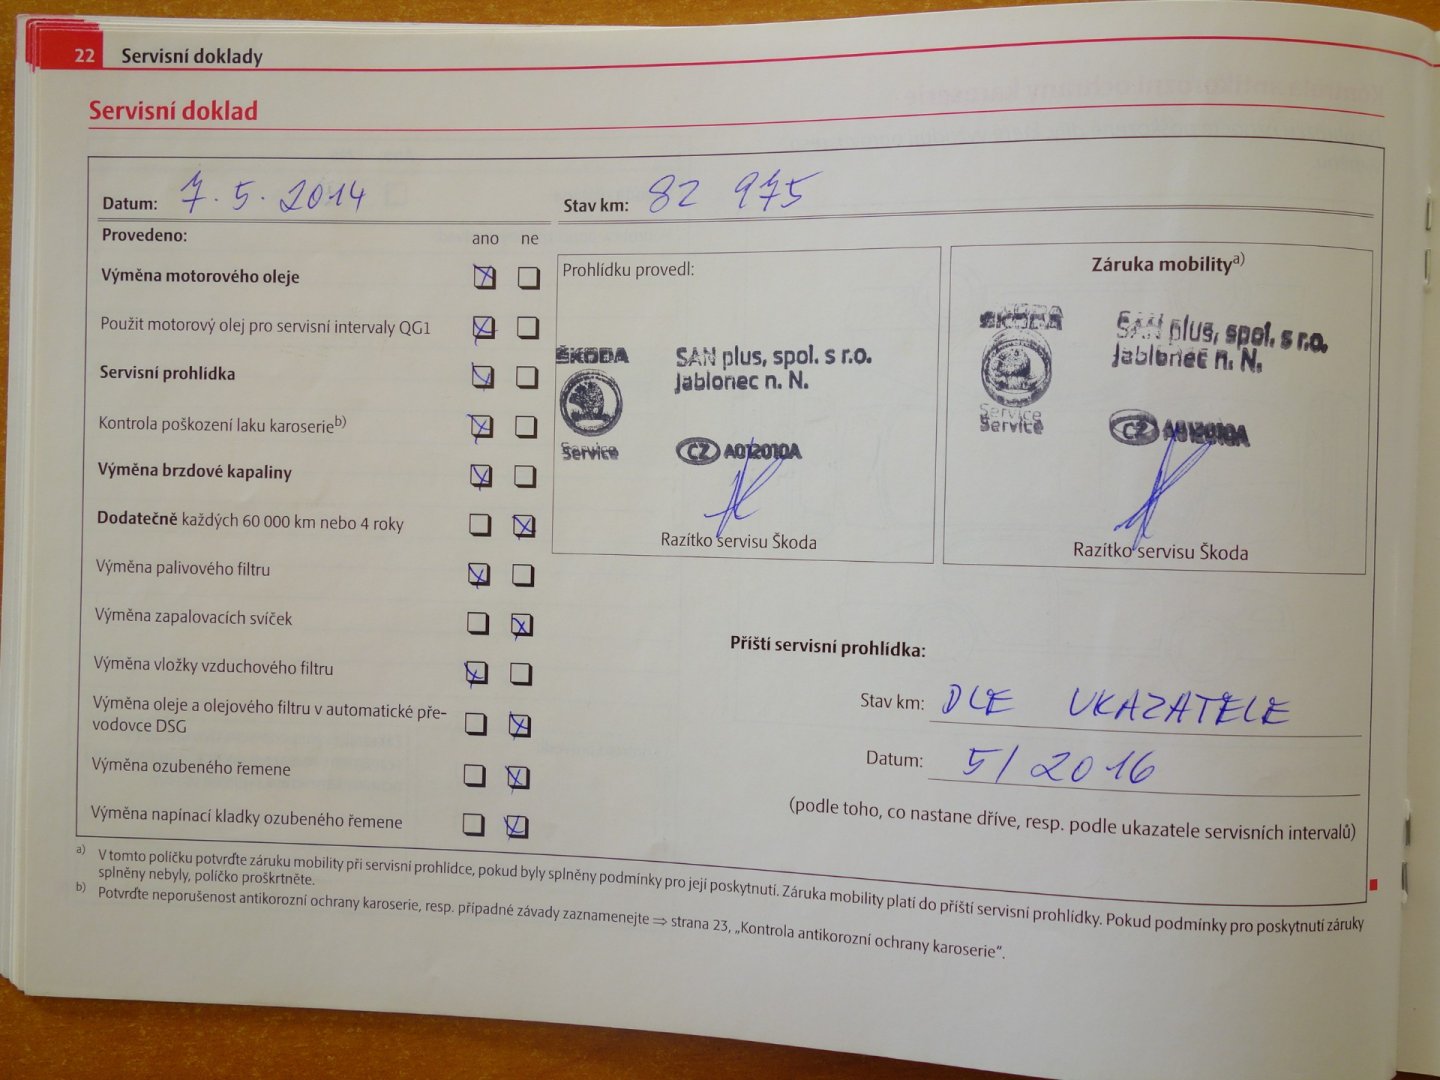 22 Servisní doklady
Servisní doklad
Datum: 7.5.2014
Stav km: 82 975
Provedeno: ano ne
Výměna motorového oleje
Použit motorový olej pro servisní intervaly QG1
Servisní prohlídka
Kontrola poškození laku karoserieb)
Výměna brzdové kapaliny
Dodatečně každých 60 000 km nebo 4 roky
Výměna palivového filtru
Výměna zapalovacích svíček
Výměna vložky vzduchového filtru
Výměna oleje a olejového filtru v automatické pře-
vodovce DSG
Výměna ozubeného řemene
Výměna napínací kladky ozubeného řemene
Prohlídku provedl:
ŠKODA
Service
SAN plus, spol. s r.o.
Jablonec n. N.
CZ A012010A
Razítko servisu Škoda
Záruka mobilitya)
ŠKODA
Service
Service
SAN plus, spol. s r.o.
Jablonec n. N.
CZ A012010A
Razítko servisu Škoda
Příští servisní prohlídka:
Stav km: DLE UKAZATELE
Datum: 5/2016
(podle toho, co nastane dříve, resp. podle ukazatele servisních intervalů)
a) V tomto políčku potvrďte záruku mobility při servisní prohlídce, pokud byly splněny podmínky pro její poskytnutí. Záruka mobility platí do příští servisní prohlídky. Pokud podmínky pro poskytnutí záruky
splněny nebyly, políčko proškrtněte.
b) Potvrďte neporušenost antikorozní ochrany karoserie, resp. případné závady zaznamenejte ⇒ strana 23, „Kontrola antikorozní ochrany karoserie“.